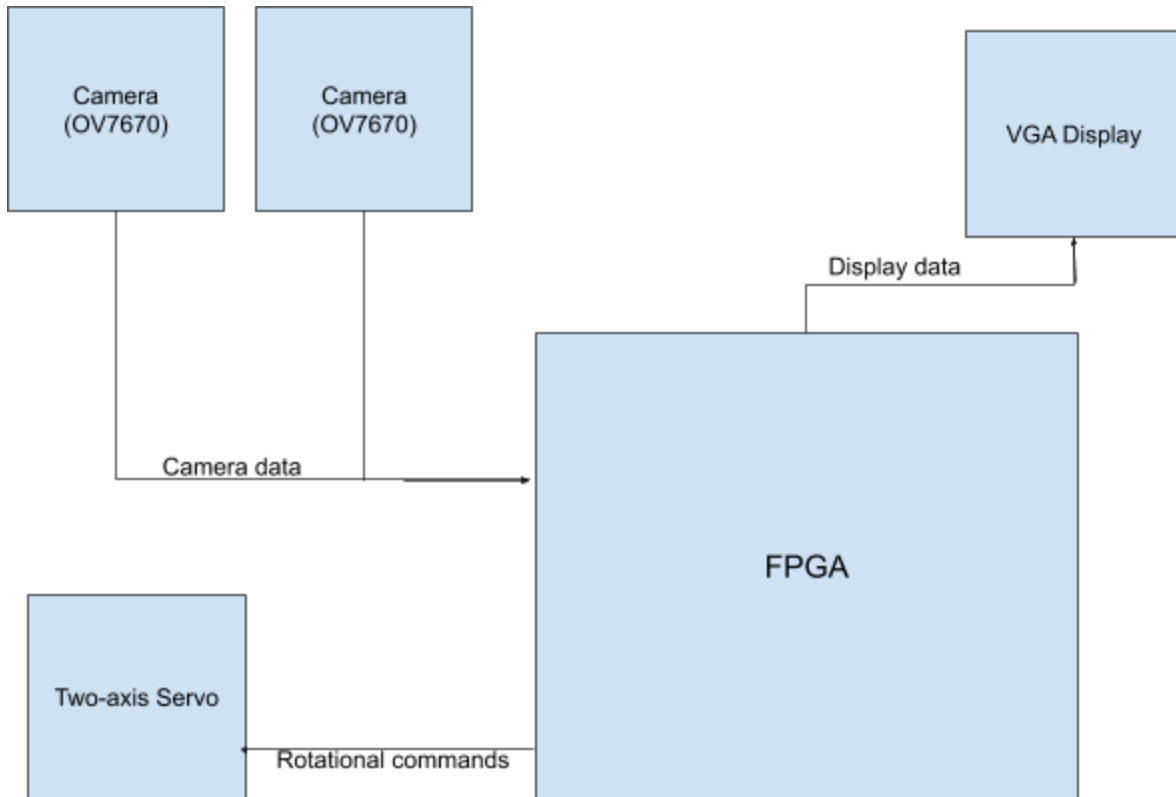 Camera
(OV7670)
Camera
(OV7670)
VGA Display
Display data
Camera data
FPGA
Two-axis Servo
Rotational commands